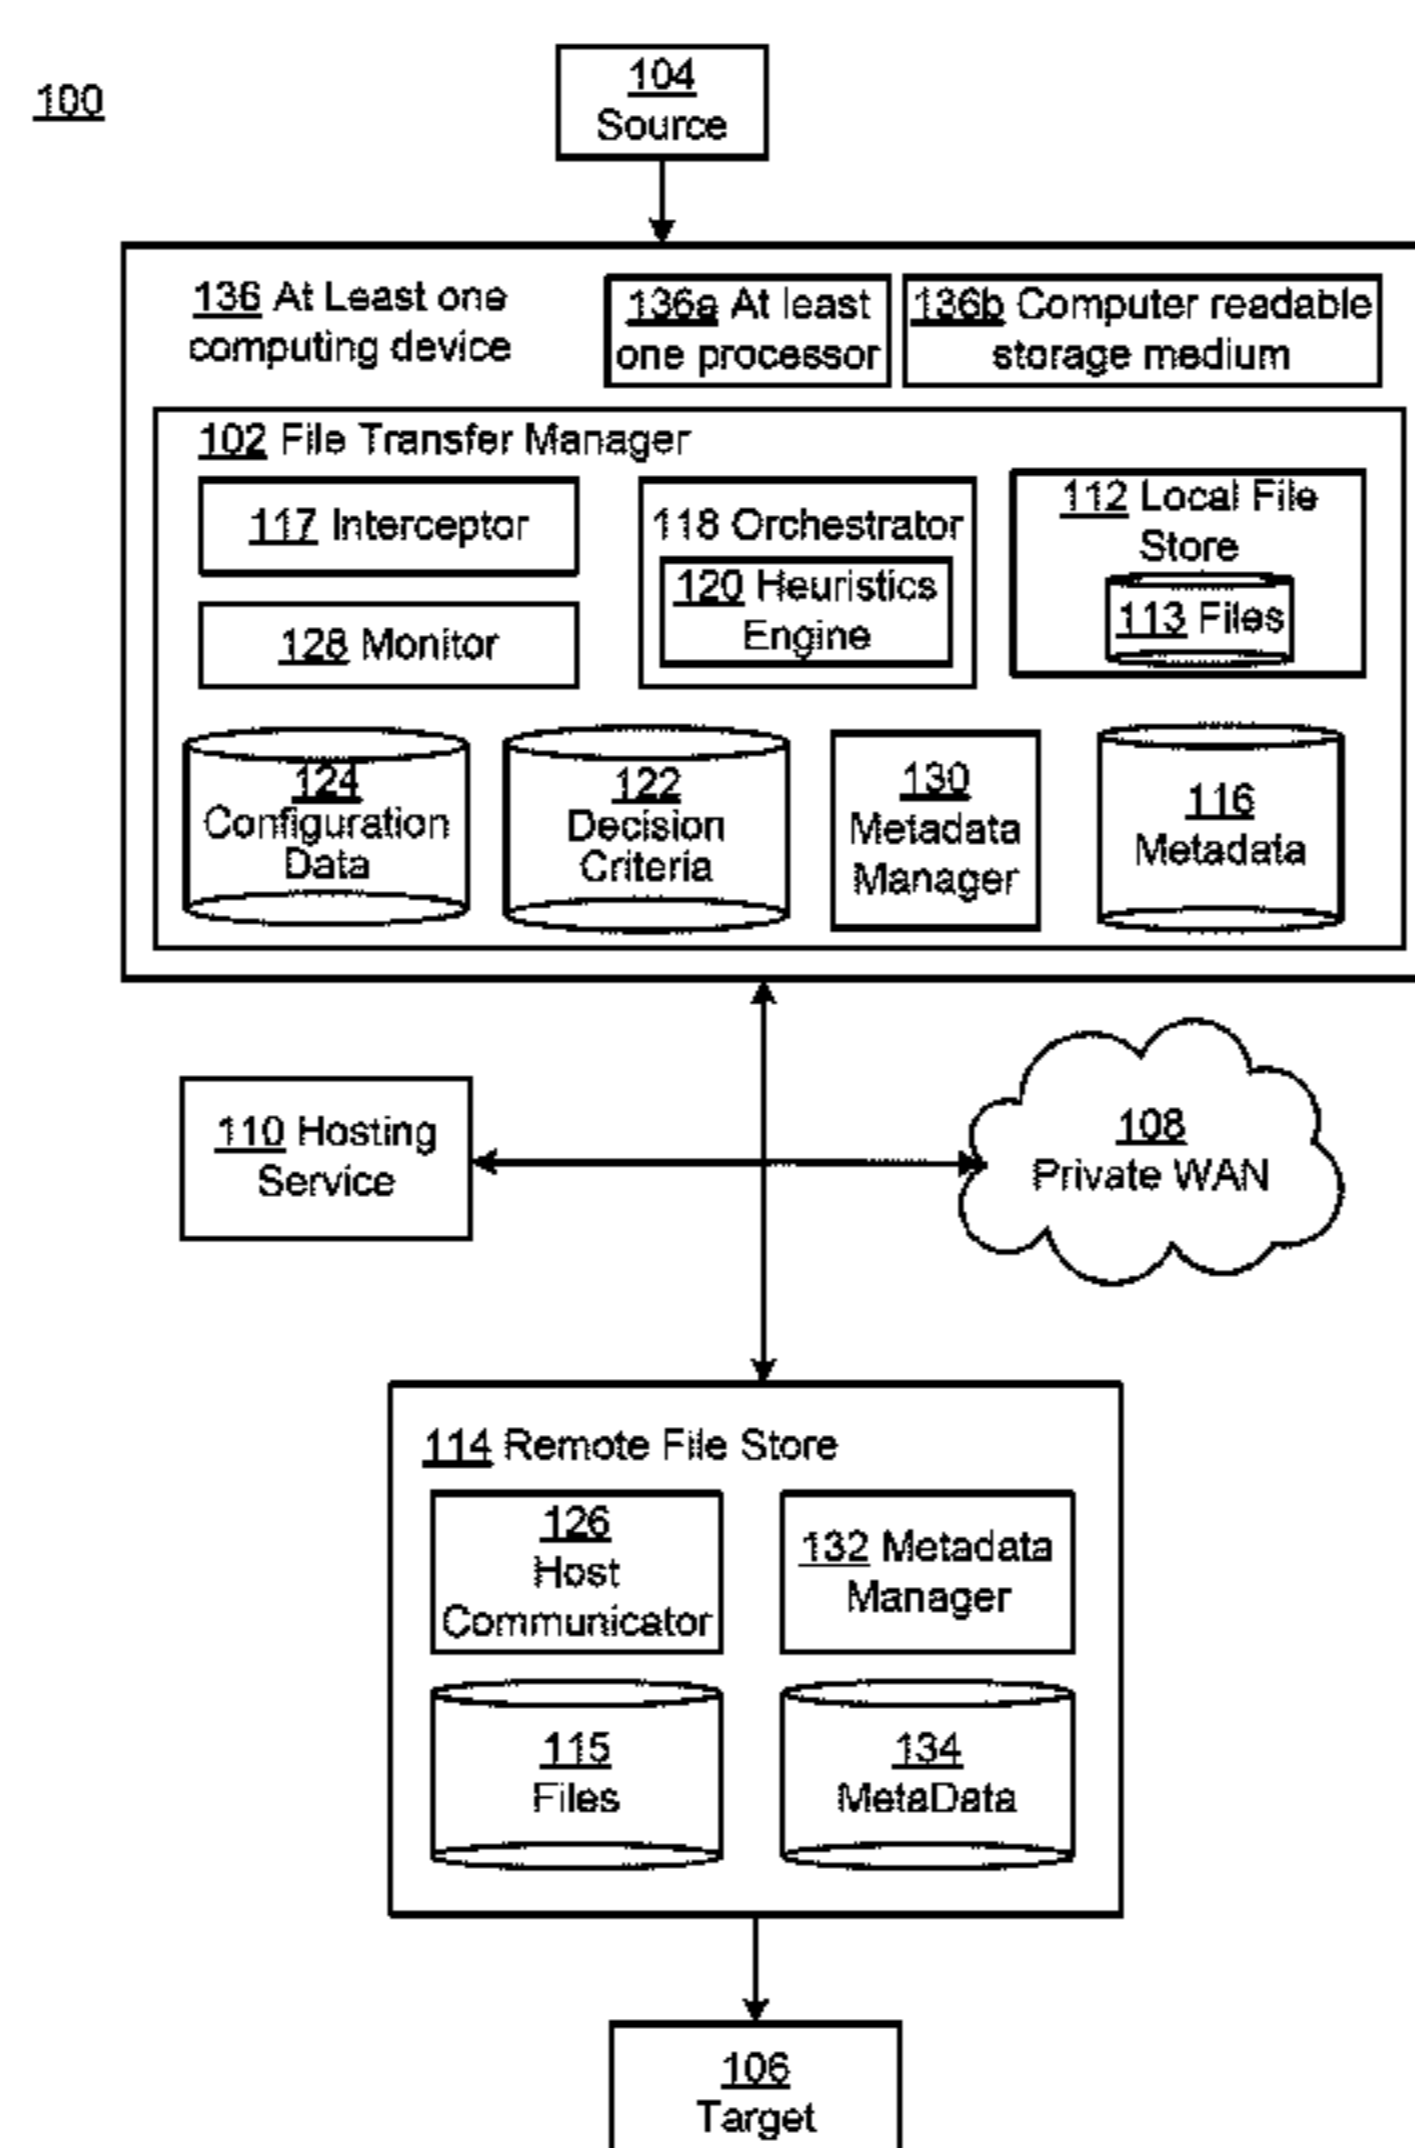 100
104
Source
136 At Least one
computing device
136a At least
one processor
136b Computer readable
storage medium
102 File Transfer Manager
117 Interceptor
128 Monitor
118 Orchestrator
120 Heuristics
Engine
112 Local File
Store
113 Files
124
Configuration
Data
122
Decision
Criteria
130
Metadata
Manager
116
Metadata
110 Hosting
Service
108
Private WAN
114 Remote File Store
126
Host
Communicator
132 Metadata
Manager
115
Files
134
MetaData
106
Target